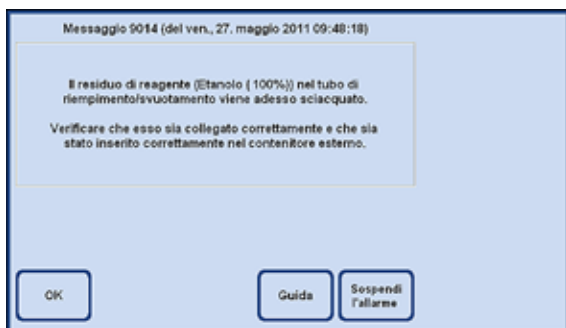 Messaggio 9014 (del ven., 27. maggio 2011 09:48:18)
Il residuo di reagente (Etanolo ( 100%)) nel tubo di
riempimento/svuotamento viene adesso sciacquato.
Verificare che esso sia collegato correttamente e che sia
stato inserito correttamente nel contenitore esterno.
OK
Guida
Sospendi
l'allarme